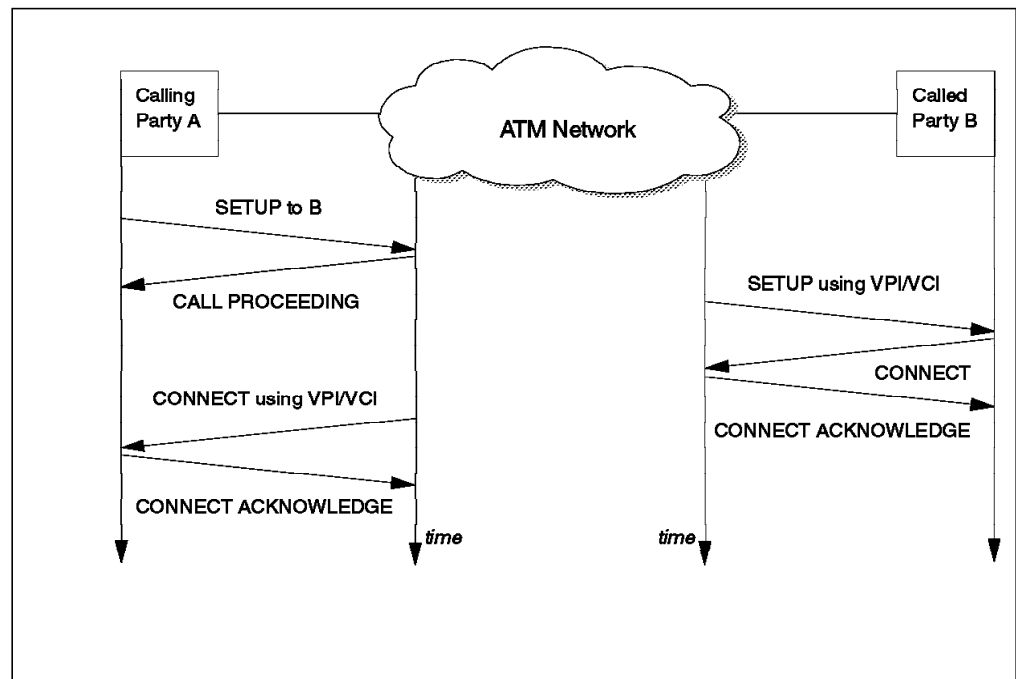 Calling
Party A
ATM Network
Called
Party B
SETUP to B
CALL PROCEEDING
SETUP using VPI/VCI
CONNECT
CONNECT using VPI/VCI
CONNECT ACKNOWLEDGE
CONNECT ACKNOWLEDGE
time
time